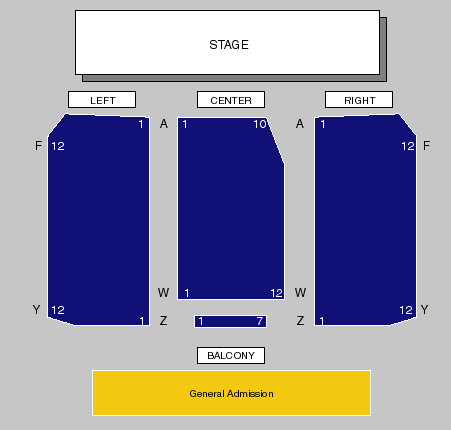 STAGE
LEFT CENTER RIGHT
1 A 1 10 A 1
F 12 12 F
W 1 12 W
Y 12 12 Y
1 Z 1 7 Z 1
BALCONY
General Admission